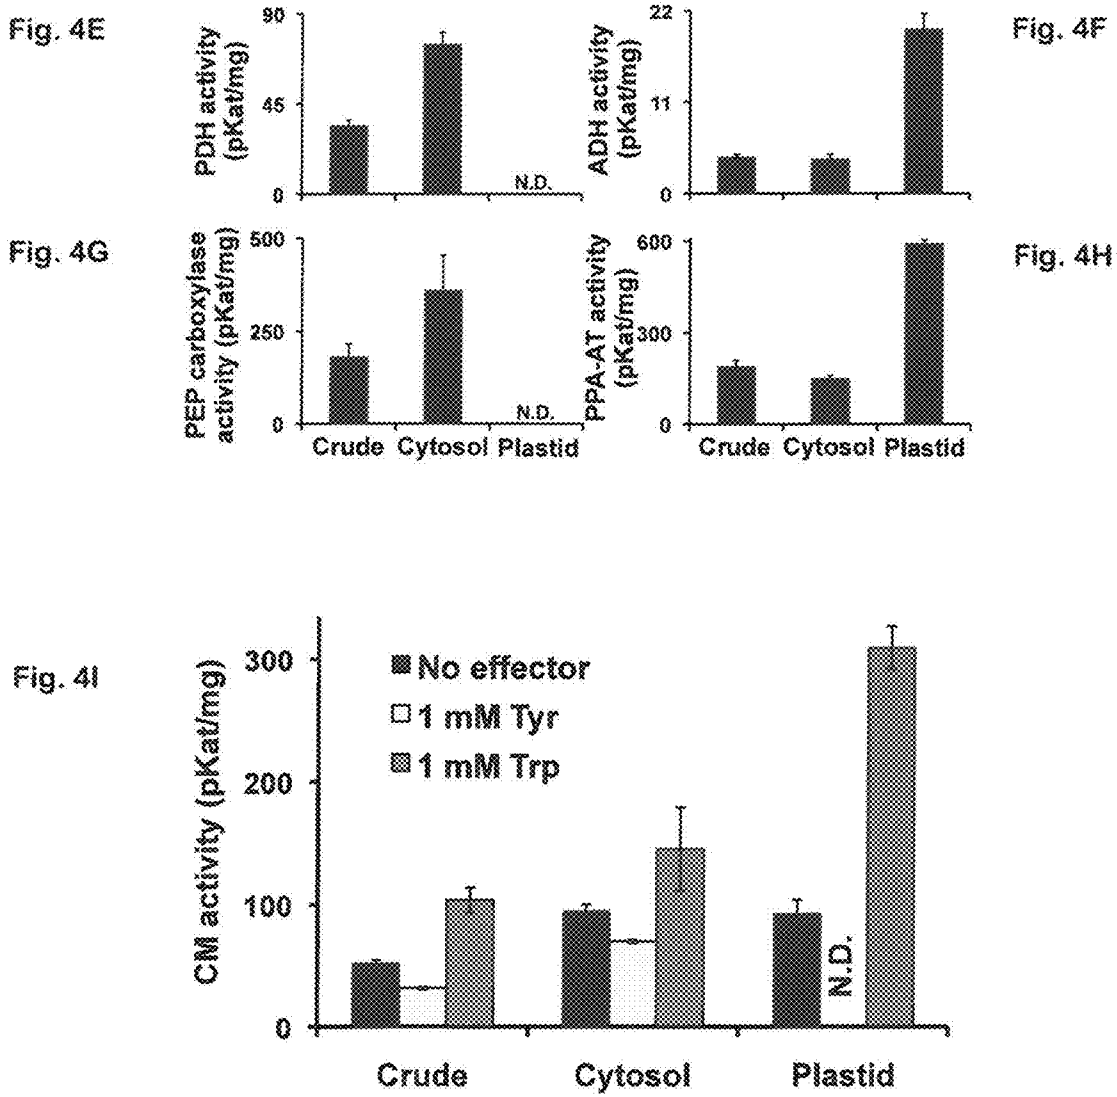 Fig. 4E
PDH activity
(pKat/mg)
90
45
0
N.D.
ADH activity
(pKat/mg)
22
11
0
Fig. 4F
Fig. 4G
PEP carboxylase
activity (pKat/mg)
500
250
0
N.D.
Crude Cytosol Plastid
PPA-AT activity
(pKat/mg)
600
300
0
Crude Cytosol Plastid
Fig. 4H
Fig. 4I
CM activity (pKat/mg)
300
200
100
0
No effector
1 mM Tyr
1 mM Trp
N.D.
Crude Cytosol Plastid